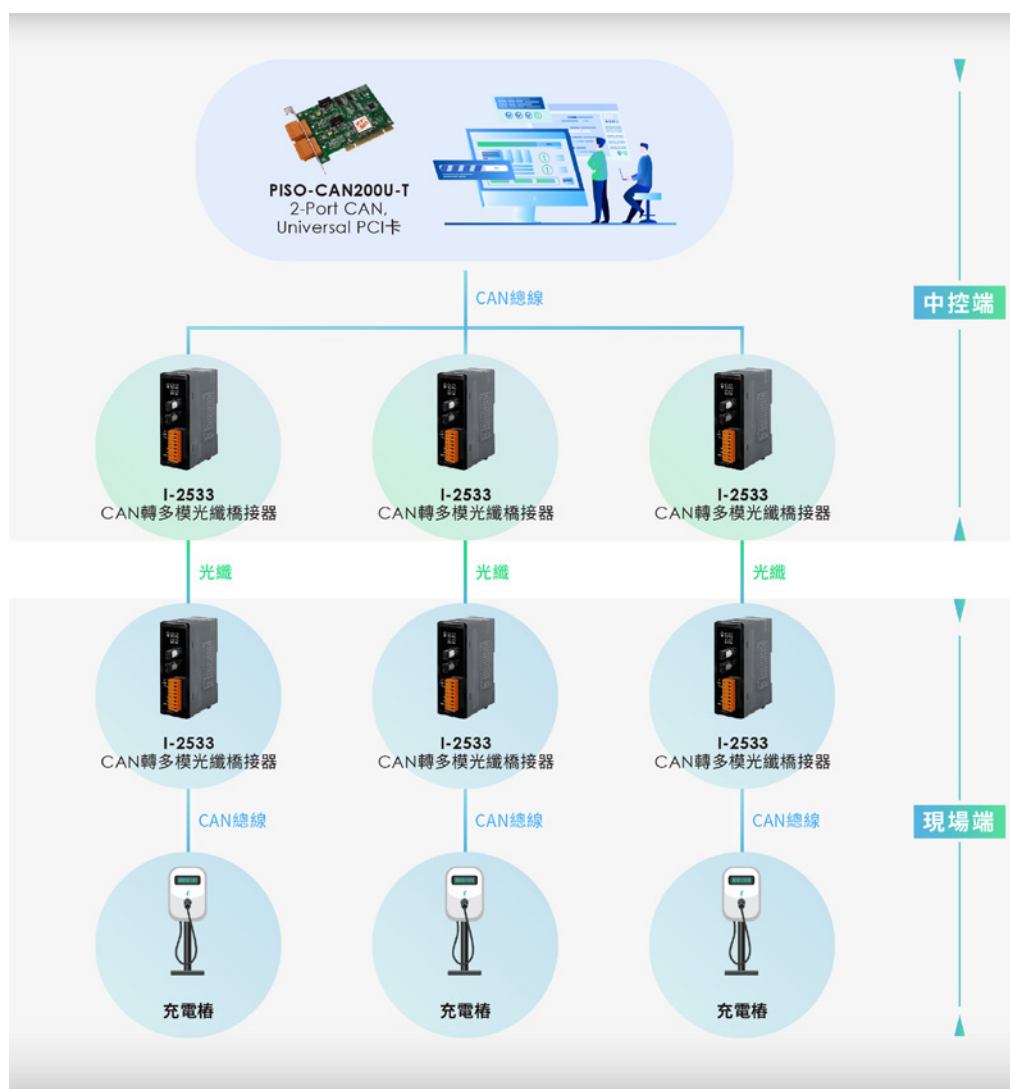 PISO-CAN200U-T
2-Port CAN,
Universal PCI卡
CAN總線
中控端
I-2533
CAN轉多模光纖橋接器
I-2533
CAN轉多模光纖橋接器
I-2533
CAN轉多模光纖橋接器
光纖
光纖
光纖
I-2533
CAN轉多模光纖橋接器
I-2533
CAN轉多模光纖橋接器
I-2533
CAN轉多模光纖橋接器
CAN總線
CAN總線
CAN總線
現場端
充電樁
充電樁
充電樁